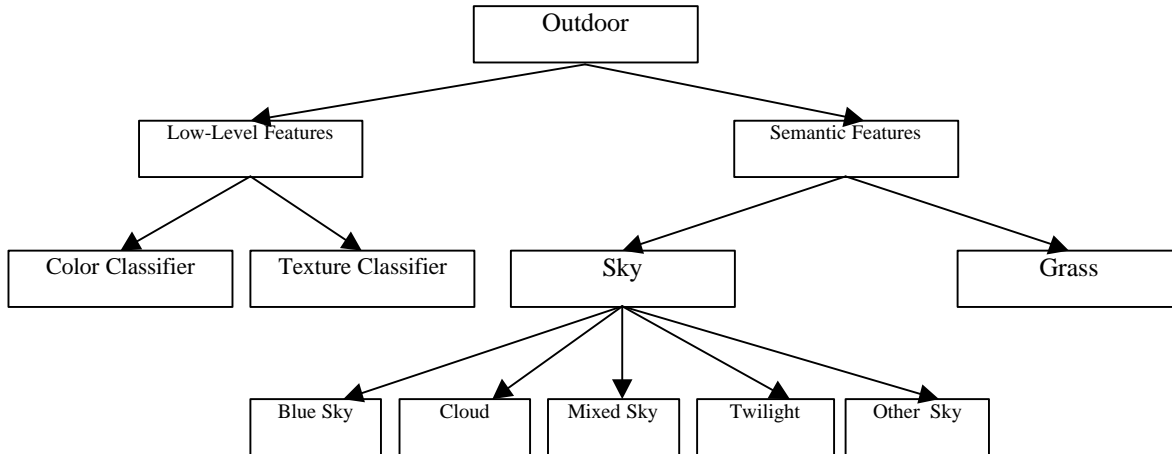 Outdoor
Low-Level Features
Semantic Features
Color Classifier
Texture Classifier
Sky
Grass
Blue Sky
Cloud
Mixed Sky
Twilight
Other Sky